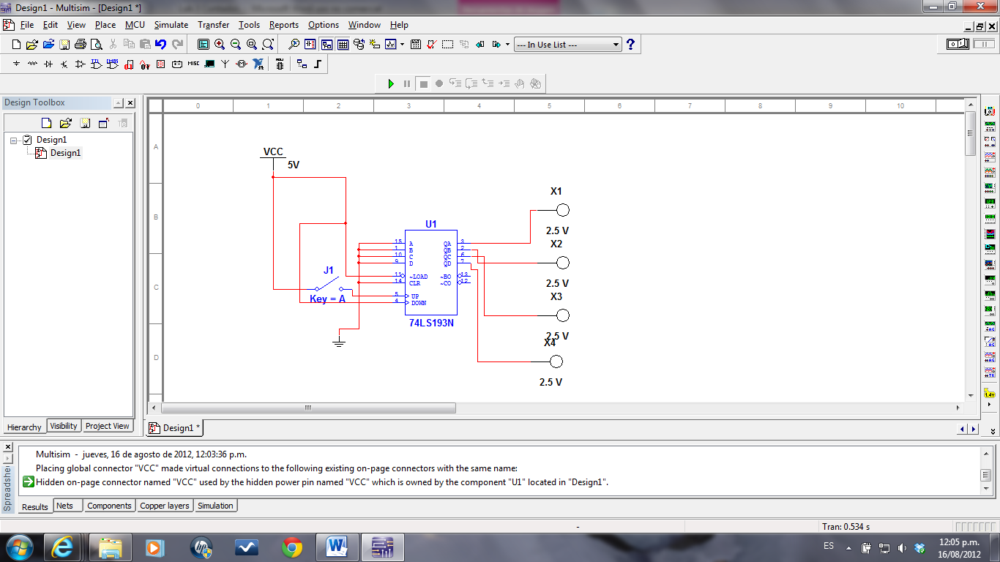 Design1 - Multisim - [Design1 *]
File Edit View Place MCU Simulate Transfer Tools Reports Options Window Help
--- In Use List ---
MISC
Design Toolbox
Design1
Design1
Hierarchy Visibility Project View
0 1 2 3 4 5 6 7 8 9 10
A
B
C
D
VCC
5V
X1
2.5 V
X2
2.5 V
X3
2.5 V
X4
2.5 V
U1
15 A QA 3
1 B QB 2
10 C QC 6
9 D QD 7
11 ~LOAD ~BO 13
14 CLR ~CO 12
5 UP
4 DOWN
74LS193N
J1
Key = A
1.4v
Design1 *
Multisim - jueves, 16 de agosto de 2012, 12:03:36 p.m.
Placing global connector "VCC" made virtual connections to the following existing on-page connectors with the same name:
Hidden on-page connector named "VCC" used by the hidden power pin named "VCC" which is owned by the component "U1" located in "Design1".
Results Nets Components Copper layers Simulation
-
Tran: 0.534 s
ES
12:05 p.m.
16/08/2012